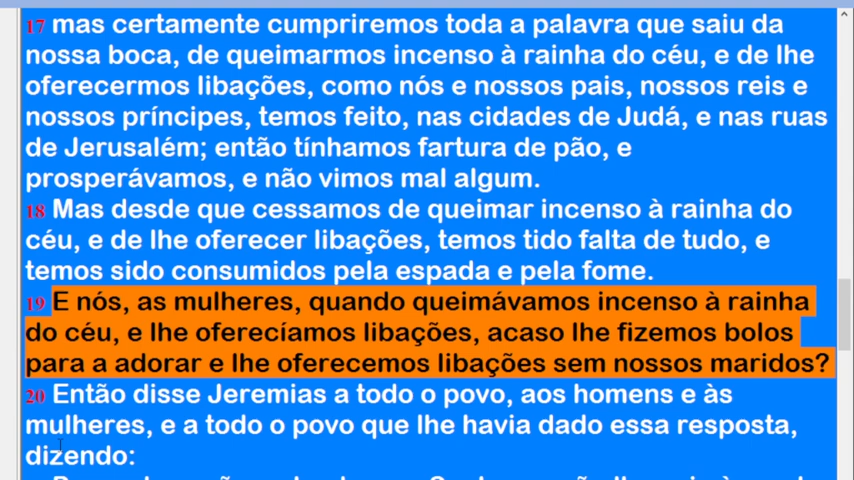 17 mas certamente cumpriremos toda a palavra que saiu da
nossa boca, de queimarmos incenso à rainha do céu, e de lhe
oferecermos libações, como nós e nossos pais, nossos reis e
nossos príncipes, temos feito, nas cidades de Judá, e nas ruas
de Jerusalém; então tínhamos fartura de pão, e
prosperávamos, e não vimos mal algum.
18 Mas desde que cessamos de queimar incenso à rainha do
céu, e de lhe oferecer libações, temos tido falta de tudo, e
temos sido consumidos pela espada e pela fome.
19 E nós, as mulheres, quando queimávamos incenso à rainha
do céu, e lhe oferecíamos libações, acaso lhe fizemos bolos
para a adorar e lhe oferecemos libações sem nossos maridos?
20 Então disse Jeremias a todo o povo, aos homens e às
mulheres, e a todo o povo que lhe havia dado essa resposta,
dizendo: